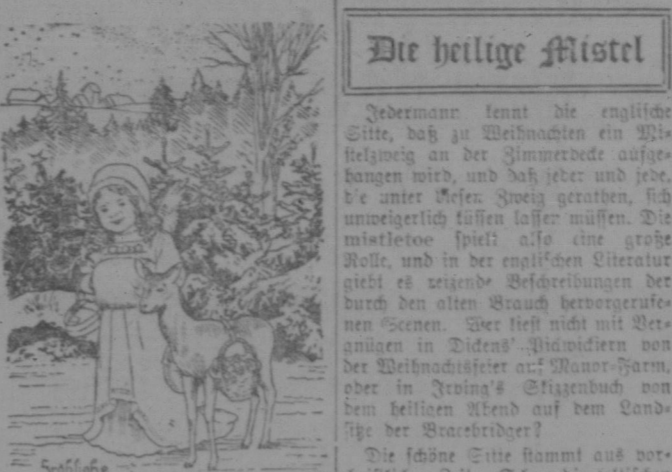 Die heilige Mistel
Jedermann kennt die englische
Sitte, daß zu Weihnachten ein Mi-
stelzweig an der Zimmerdecke aufge-
hangen wird, und daß jeder und jede,
die unter diesen Zweig gerathen, sich
unweigerlich küssen lassen müssen. Die
mistletoe spielt also eine große
Rolle, und in der englischen Literatur
giebt es reizende Beschreibungen der
durch den alten Brauch hervorgerufe-
nen Scenen. Wer liest nicht mit Ver-
gnügen in Dickens' Pickwickiern von
der Weihnachtsfeier auf Manor-Farm,
oder in Irving's Skizzenbuch von
dem heiligen Abend auf dem Land-
sitze der Bracebridger?
Die schöne Sitte stammt aus vor-